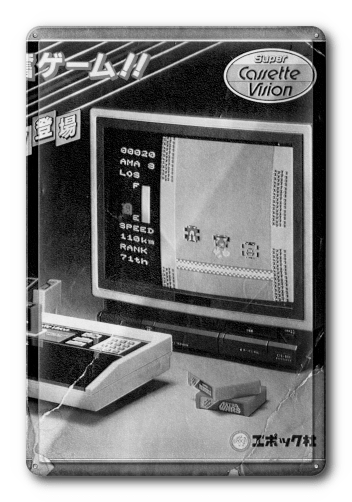 ゲーム!!
Super
Cassette
Vision
登場
00020
AMA
LOS
F
E
SPEED
110km
RANK
71th
エポック社